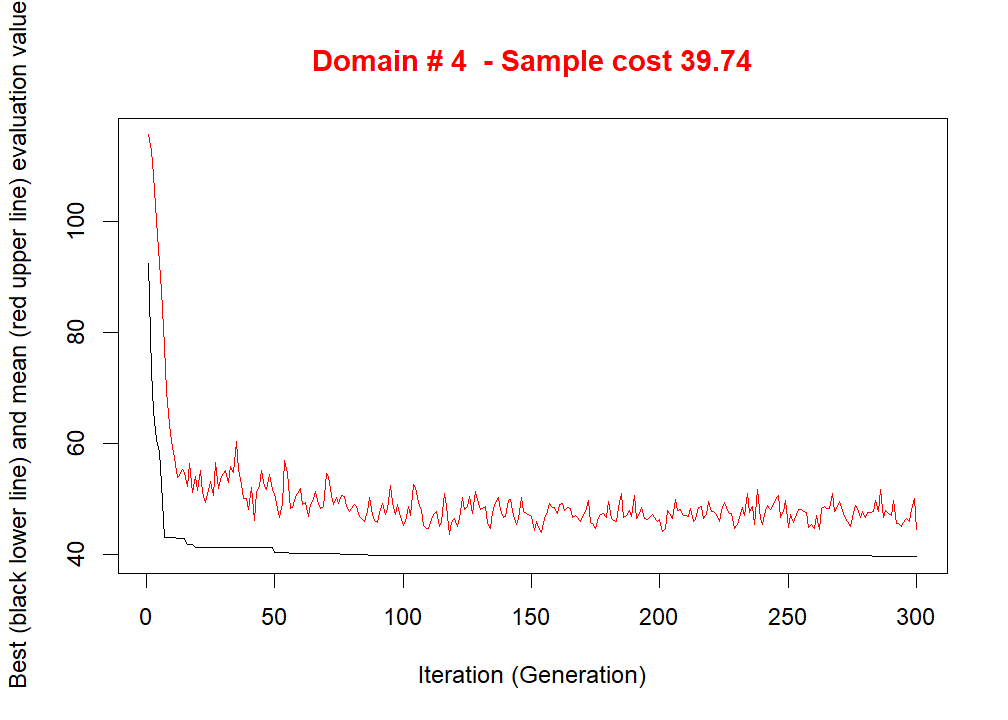 Domain # 4  - Sample cost 39.74
Best (black lower line) and mean (red upper line) evaluation value
100
80
60
40
0 50 100 150 200 250 300
Iteration (Generation)